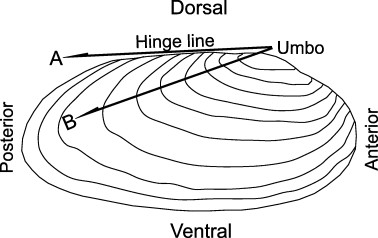 Dorsal
Hinge line
Umbo
A
B
Posterior
Anterior
Ventral